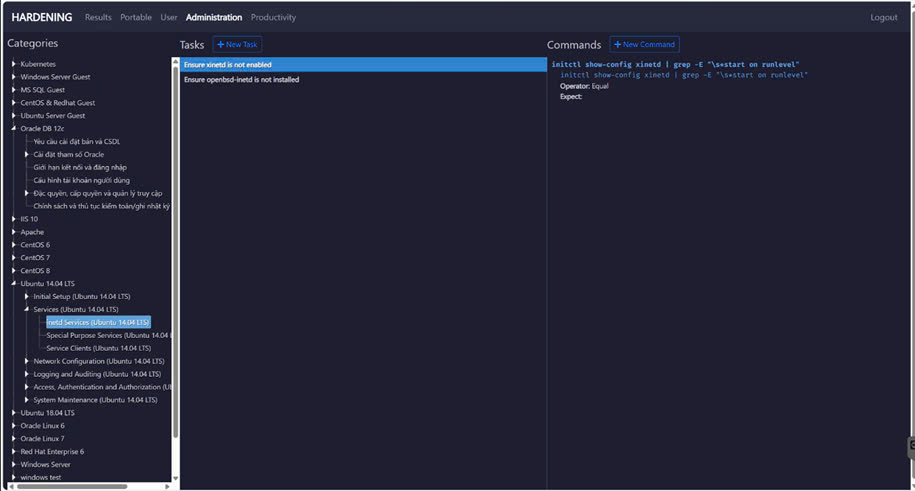 HARDENING Results Portable User Administration Productivity Logout
Categories
Kubernetes
Windows Server Guest
MS SQL Guest
CentOS & Redhat Guest
Ubuntu Server Guest
Oracle DB 12c
Yêu cầu cài đặt bản vá CSDL
Cài đặt tham số Oracle
Giới hạn kết nối và đăng nhập
Cấu hình tài khoản người dùng
Đặc quyền, cấp quyền và quản lý truy cập
Chính sách và thủ tục kiểm toán/ghi nhật ký
IIS 10
Apache
CentOS 6
CentOS 7
CentOS 8
Ubuntu 14.04 LTS
Initial Setup (Ubuntu 14.04 LTS)
Services (Ubuntu 14.04 LTS)
inetd Services (Ubuntu 14.04 LTS)
Special Purpose Services (Ubuntu 14.04 L
Service Clients (Ubuntu 14.04 LTS)
Network Configuration (Ubuntu 14.04 LTS)
Logging and Auditing (Ubuntu 14.04 LTS)
Access, Authentication and Authorization (Ub
System Maintenance (Ubuntu 14.04 LTS)
Ubuntu 18.04 LTS
Oracle Linux 6
Oracle Linux 7
Red Hat Enterprise 6
Windows Server
windows test
Tasks + New Task
Ensure xinetd is not enabled
Ensure openbsd-inetd is not installed
Commands + New Command
initctl show-config xinetd | grep -E "\s*start on runlevel"
initctl show-config xinetd | grep -E "\s*start on runlevel"
Operator: Equal
Expect: